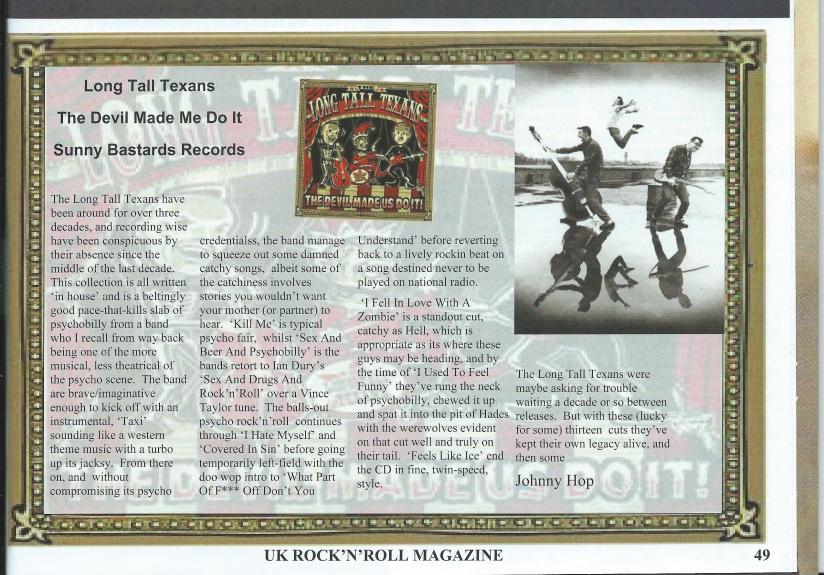 Long Tall Texans
The Devil Made Me Do It
Sunny Bastards Records
The Long Tall Texans have
been around for over three
decades, and recording wise
have been conspicuous by
their absence since the
middle of the last decade.
This collection is all written
‘in house’ and is a beltingly
good pace-that-kills slab of
psychobilly from a band
who I recall from way back
being one of the more
musical, less theatrical of
the psycho scene. The band
are brave/imaginative
enough to kick off with an
instrumental, ‘Taxi’
sounding like a western
theme music with a turbo
up its jacksy. From there
on, and without
compromising its psycho
LONG TALL TEXANS
THE DEVIL MADE US DO IT!
credentialss, the band manage
to squeeze out some damned
catchy songs, albeit some of
the catchiness involves
stories you wouldn’t want
your mother (or partner) to
hear. ‘Kill Me’ is typical
psycho fair, whilst ‘Sex And
Beer And Psychobilly’ is the
bands retort to Ian Dury’s
‘Sex And Drugs And
Rock’n’Roll’ over a Vince
Taylor tune. The balls-out
psycho rock’n’roll continues
through ‘I Hate Myself’ and
‘Covered In Sin’ before going
temporarily left-field with the
doo wop intro to ‘What Part
Of F*** Off Don’t You
Understand’ before reverting
back to a lively rockin beat on
a song destined never to be
played on national radio.
‘I Fell In Love With A
Zombie’ is a standout cut,
catchy as Hell, which is
appropriate as its where these
guys may be heading, and by
the time of ‘I Used To Feel
Funny’ they’ve rung the neck
of psychobilly, chewed it up
and spat it into the pit of Hades
with the werewolves evident
on that cut well and truly on
their tail. ‘Feels Like Ice’ end
the CD in fine, twin-speed,
style.
The Long Tall Texans were
maybe asking for trouble
waiting a decade or so between
releases. But with these (lucky
for some) thirteen cuts they’ve
kept their own legacy alive, and
then some
Johnny Hop
UK ROCK’N’ROLL MAGAZINE
49